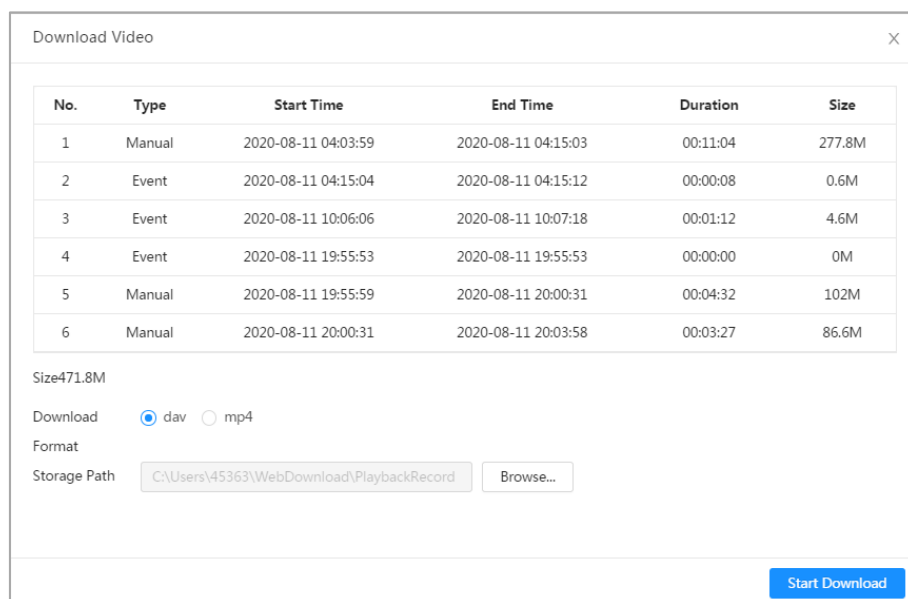 Download Video
No. Type Start Time End Time Duration Size
1 Manual 2020-08-11 04:03:59 2020-08-11 04:15:03 00:11:04 277.8M
2 Event 2020-08-11 04:15:04 2020-08-11 04:15:12 00:00:08 0.6M
3 Event 2020-08-11 10:06:06 2020-08-11 10:07:18 00:01:12 4.6M
4 Event 2020-08-11 19:55:53 2020-08-11 19:55:53 00:00:00 0M
5 Manual 2020-08-11 19:55:59 2020-08-11 20:00:31 00:04:32 102M
6 Manual 2020-08-11 20:00:31 2020-08-11 20:03:58 00:03:27 86.6M
Size471.8M
Download dav mp4
Format
Storage Path C:\Users\45363\WebDownload\PlaybackRecord Browse...
Start Download